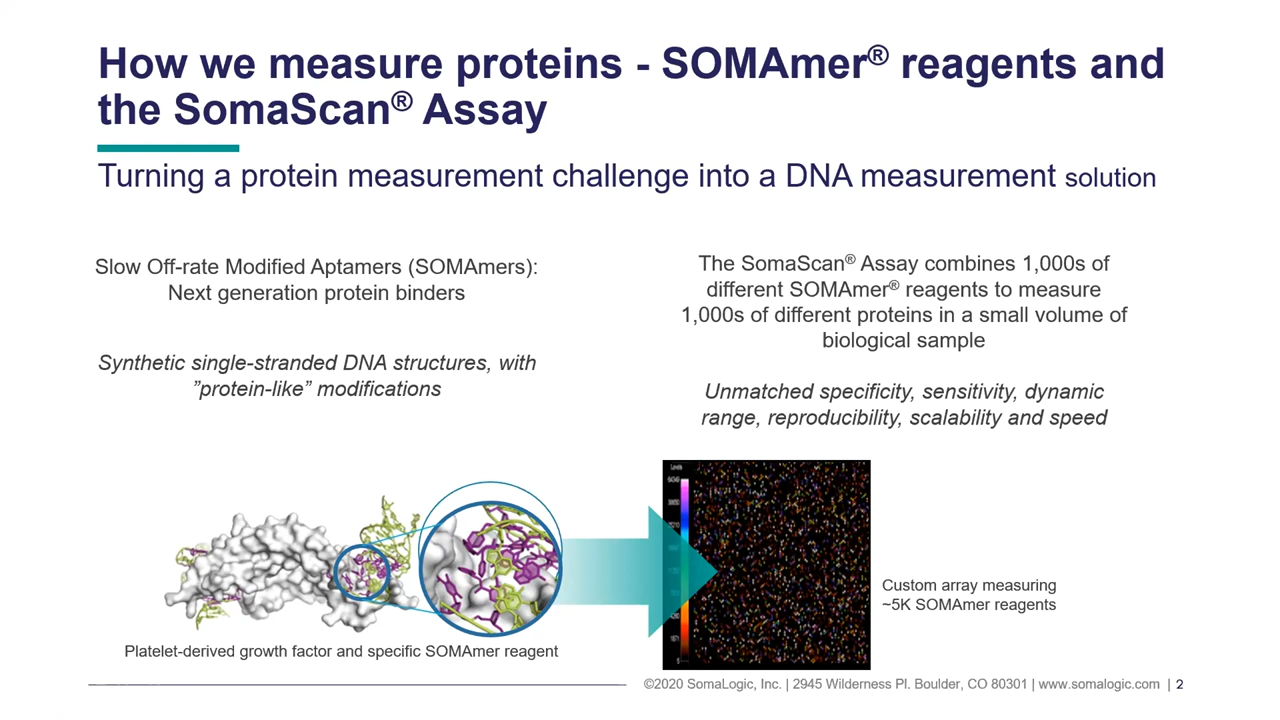 How we measure proteins - SOMAmer® reagents and
the SomaScan® Assay
Turning a protein measurement challenge into a DNA measurement solution
Slow Off-rate Modified Aptamers (SOMAmers):
Next generation protein binders
Synthetic single-stranded DNA structures, with
”protein-like” modifications
The SomaScan® Assay combines 1,000s of
different SOMAmer® reagents to measure
1,000s of different proteins in a small volume of
biological sample
Unmatched specificity, sensitivity, dynamic
range, reproducibility, scalability and speed
Levels
Custom array measuring
~5K SOMAmer reagents
Platelet-derived growth factor and specific SOMAmer reagent
©2020 SomaLogic, Inc. | 2945 Wilderness Pl. Boulder, CO 80301 | www.somalogic.com | 2